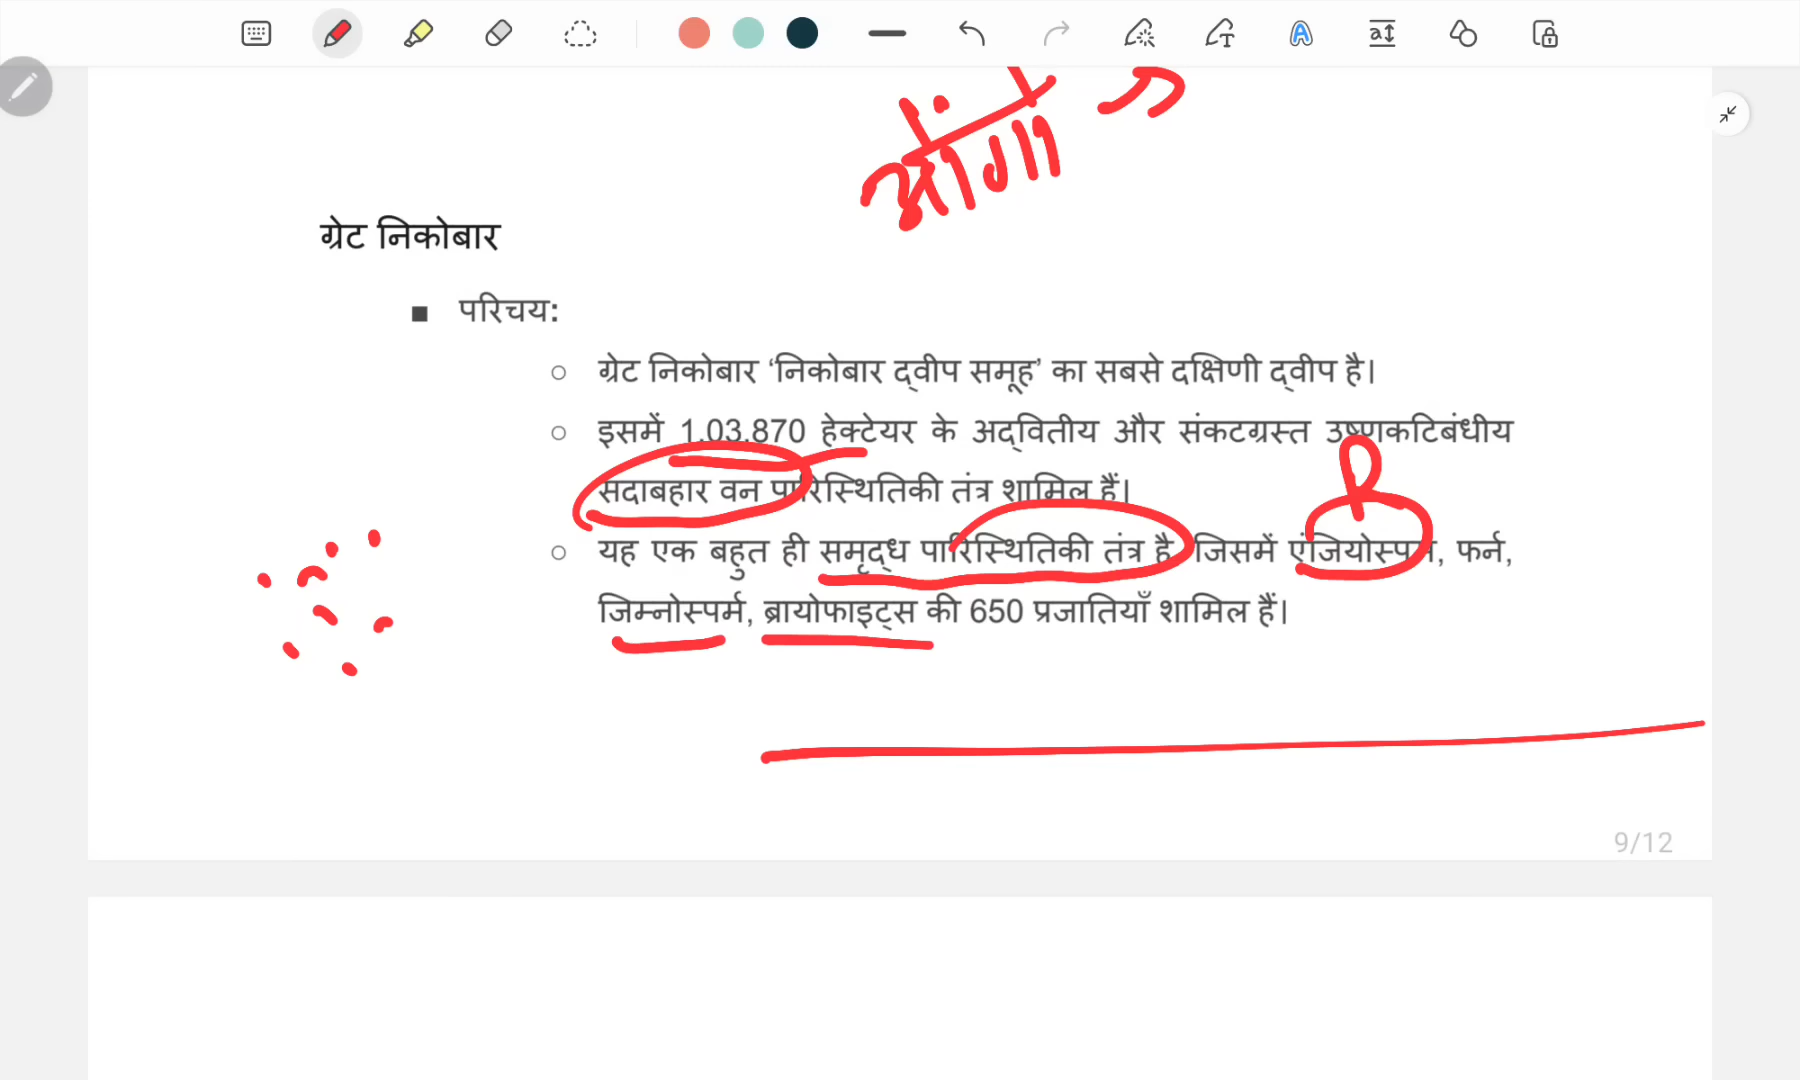 ग्रेट निकोबार
■ परिचय:
○ ग्रेट निकोबार ‘निकोबार द्वीप समूह’ का सबसे दक्षिणी द्वीप है।
○ इसमें 1,03,870 हेक्टेयर के अद्वितीय और संकटग्रस्त उष्णकटिबंधीय
सदाबहार वन पारिस्थितिकी तंत्र शामिल हैं।
○ यह एक बहुत ही समृद्ध पारिस्थितिकी तंत्र है, जिसमें एंजियोस्पर्म, फर्न,
जिम्नोस्पर्म, ब्रायोफाइट्स की 650 प्रजातियाँ शामिल हैं।
9/12